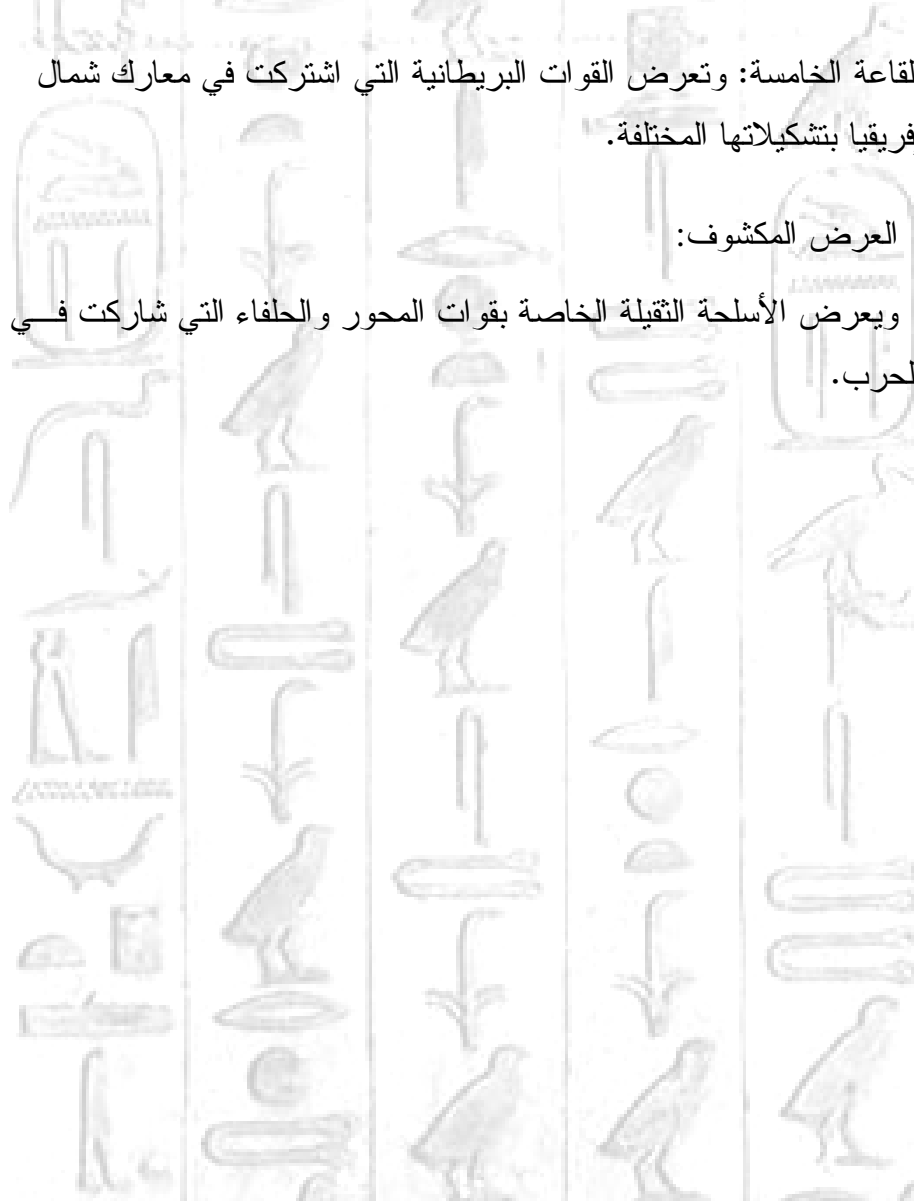 لقاعة الخامسة: وتعرض القوات البريطانية التي اشتركت في معارك شمال
فريقيا بتشكيلاتها المختلفة.
العرض المكشوف:
ويعرض الأسلحة الثقيلة الخاصة بقوات المحور والحلفاء التي شاركت فـــي
لحرب.